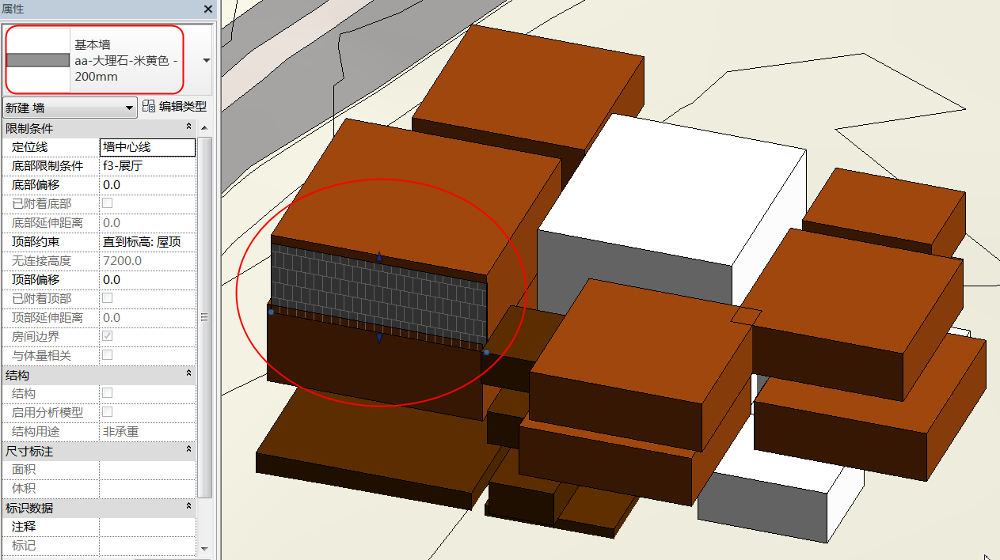 属性
基本墙
aa-大理石-米黄色 -
200mm
新建 墙
编辑类型
限制条件
定位线 墙中心线
底部限制条件 f3-展厅
底部偏移 0.0
已附着底部
底部延伸距离 0.0
顶部约束 直到标高: 屋顶
无连接高度 7200.0
顶部偏移 0.0
已附着顶部
顶部延伸距离 0.0
房间边界
与体量相关
结构
结构
启用分析模型
结构用途 非承重
尺寸标注
面积
体积
标识数据
注释
标记